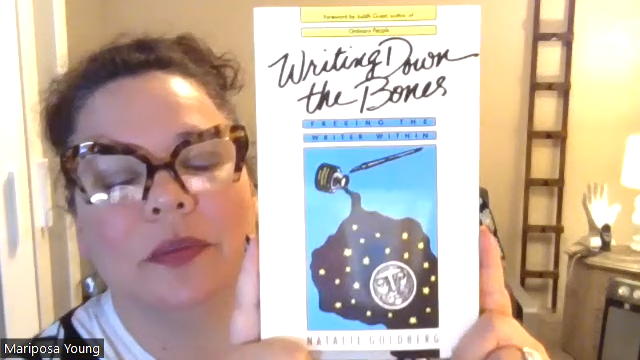 Foreword by Judith Guest, author of
Ordinary People
Writing Down
the Bones
FREEING THE
WRITER WITHIN
NATALIE GOLDBERG
Mariposa Young